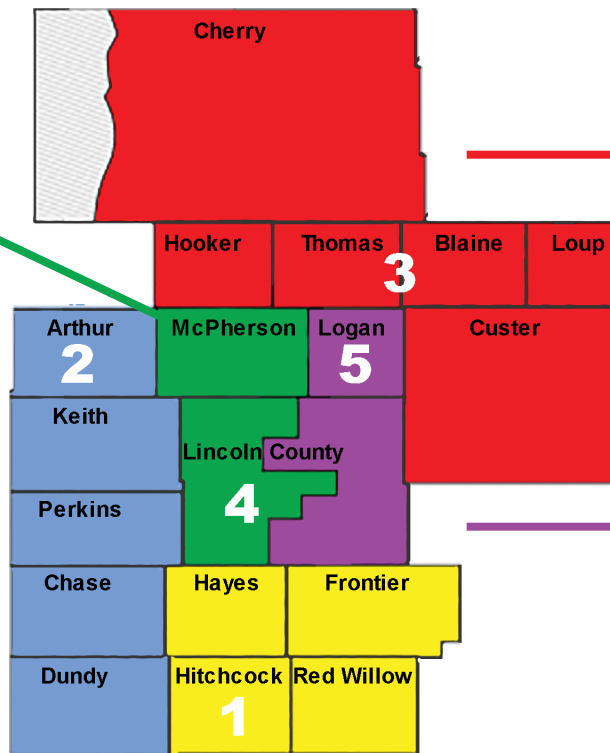 Cherry
Hooker Thomas Blaine Loup
3
Arthur McPherson Logan Custer
2 5
Keith
Lincoln County
4
Perkins
Chase Hayes Frontier
Dundy Hitchcock Red Willow
1